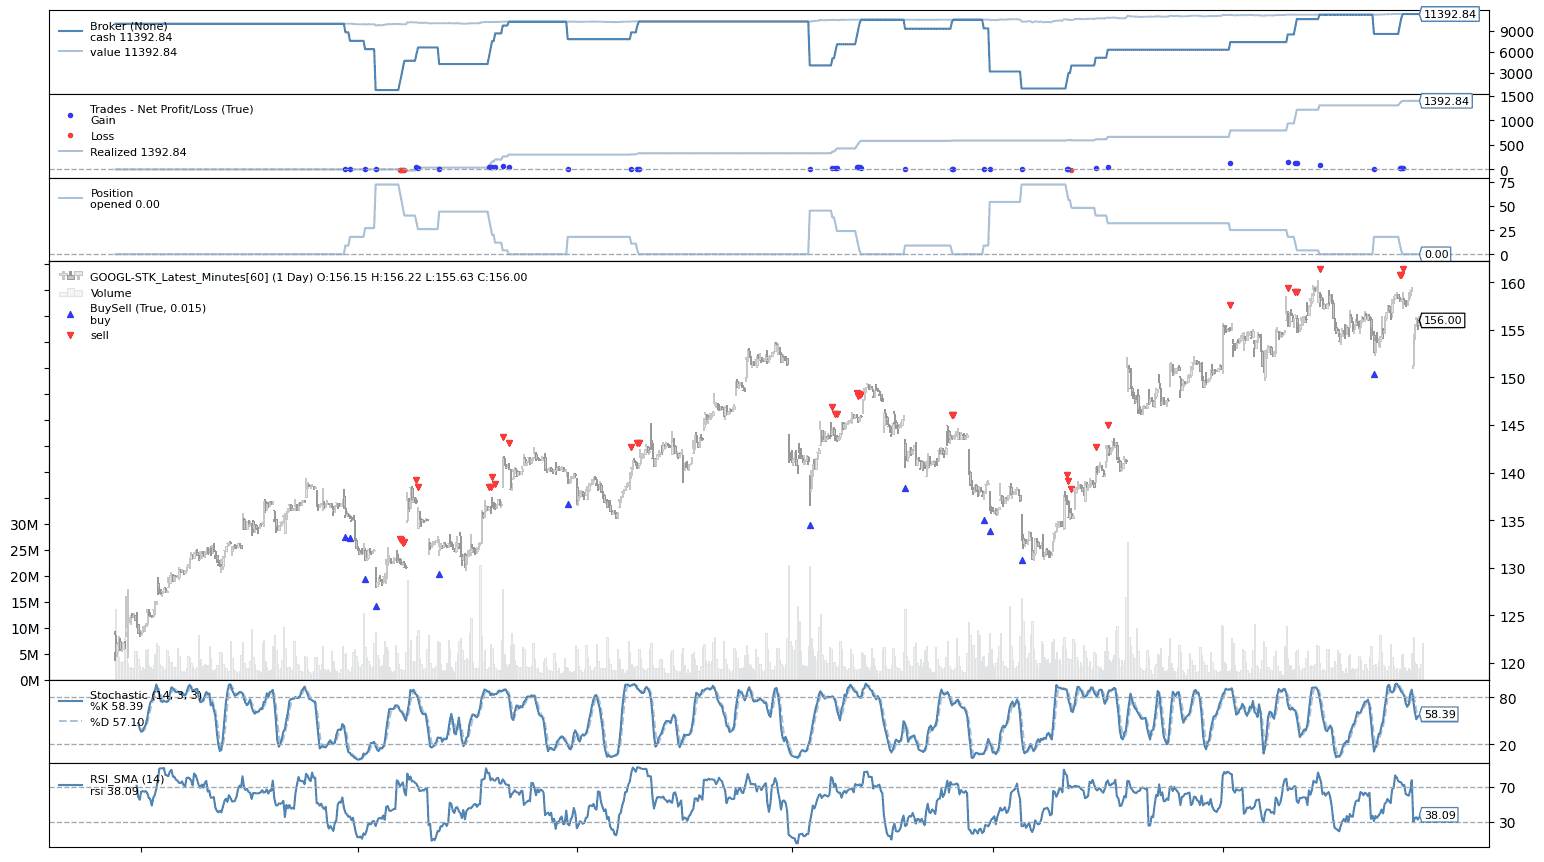 Broker (None)
cash 11392.84
value 11392.84
11392.84
9000
6000
3000
Trades - Net Profit/Loss (True)
Gain
Loss
Realized 1392.84
1500
1392.84
1000
500
0
Position
opened 0.00
75
50
25
0
0.00
GOOGL-STK_Latest_Minutes[60] (1 Day) O:156.15 H:156.22 L:155.63 C:156.00
Volume
BuySell (True, 0.015)
buy
sell
160
156.00
155
150
145
140
135
130
125
120
30M
25M
20M
15M
10M
5M
0M
Stochastic (14, 3, 3)
%K 58.39
%D 57.10
80
58.39
20
RSI_SMA (14)
rsi 38.09
70
38.09
30